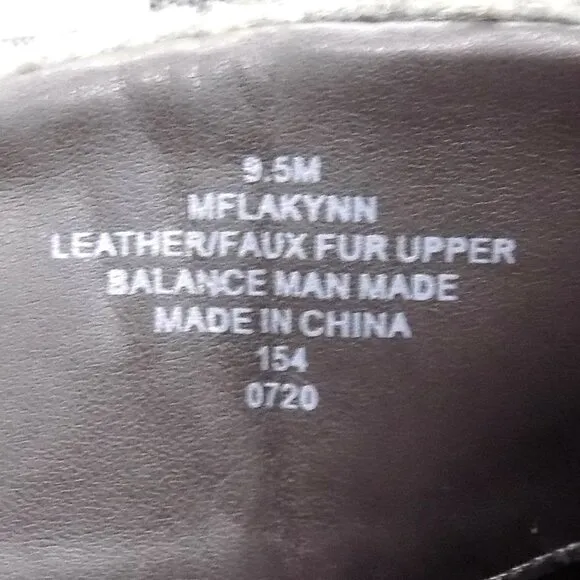 9.5M
MFLAKYNN
LEATHER/FAUX FUR UPPER
BALANCE MAN MADE
MADE IN CHINA
154
0720